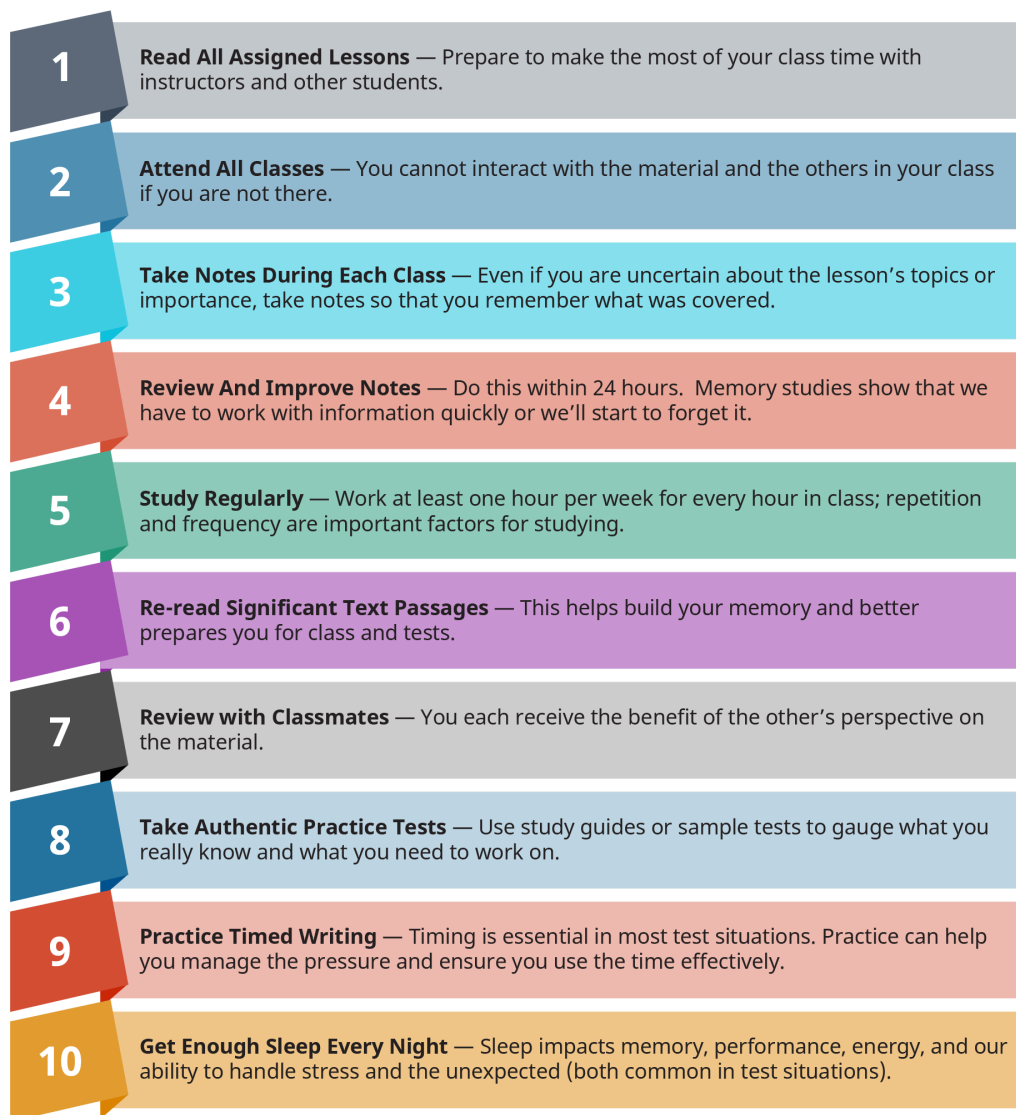 1
Read All Assigned Lessons — Prepare to make the most of your class time with
instructors and other students.
2
Attend All Classes — You cannot interact with the material and the others in your class
if you are not there.
3
Take Notes During Each Class — Even if you are uncertain about the lesson’s topics or
importance, take notes so that you remember what was covered.
4
Review And Improve Notes — Do this within 24 hours.  Memory studies show that we
have to work with information quickly or we’ll start to forget it.
5
Study Regularly — Work at least one hour per week for every hour in class; repetition
and frequency are important factors for studying.
6
Re-read Significant Text Passages — This helps build your memory and better
prepares you for class and tests.
7
Review with Classmates — You each receive the benefit of the other’s perspective on
the material.
8
Take Authentic Practice Tests — Use study guides or sample tests to gauge what you
really know and what you need to work on.
9
Practice Timed Writing — Timing is essential in most test situations. Practice can help
you manage the pressure and ensure you use the time effectively.
10
Get Enough Sleep Every Night — Sleep impacts memory, performance, energy, and our
ability to handle stress and the unexpected (both common in test situations).